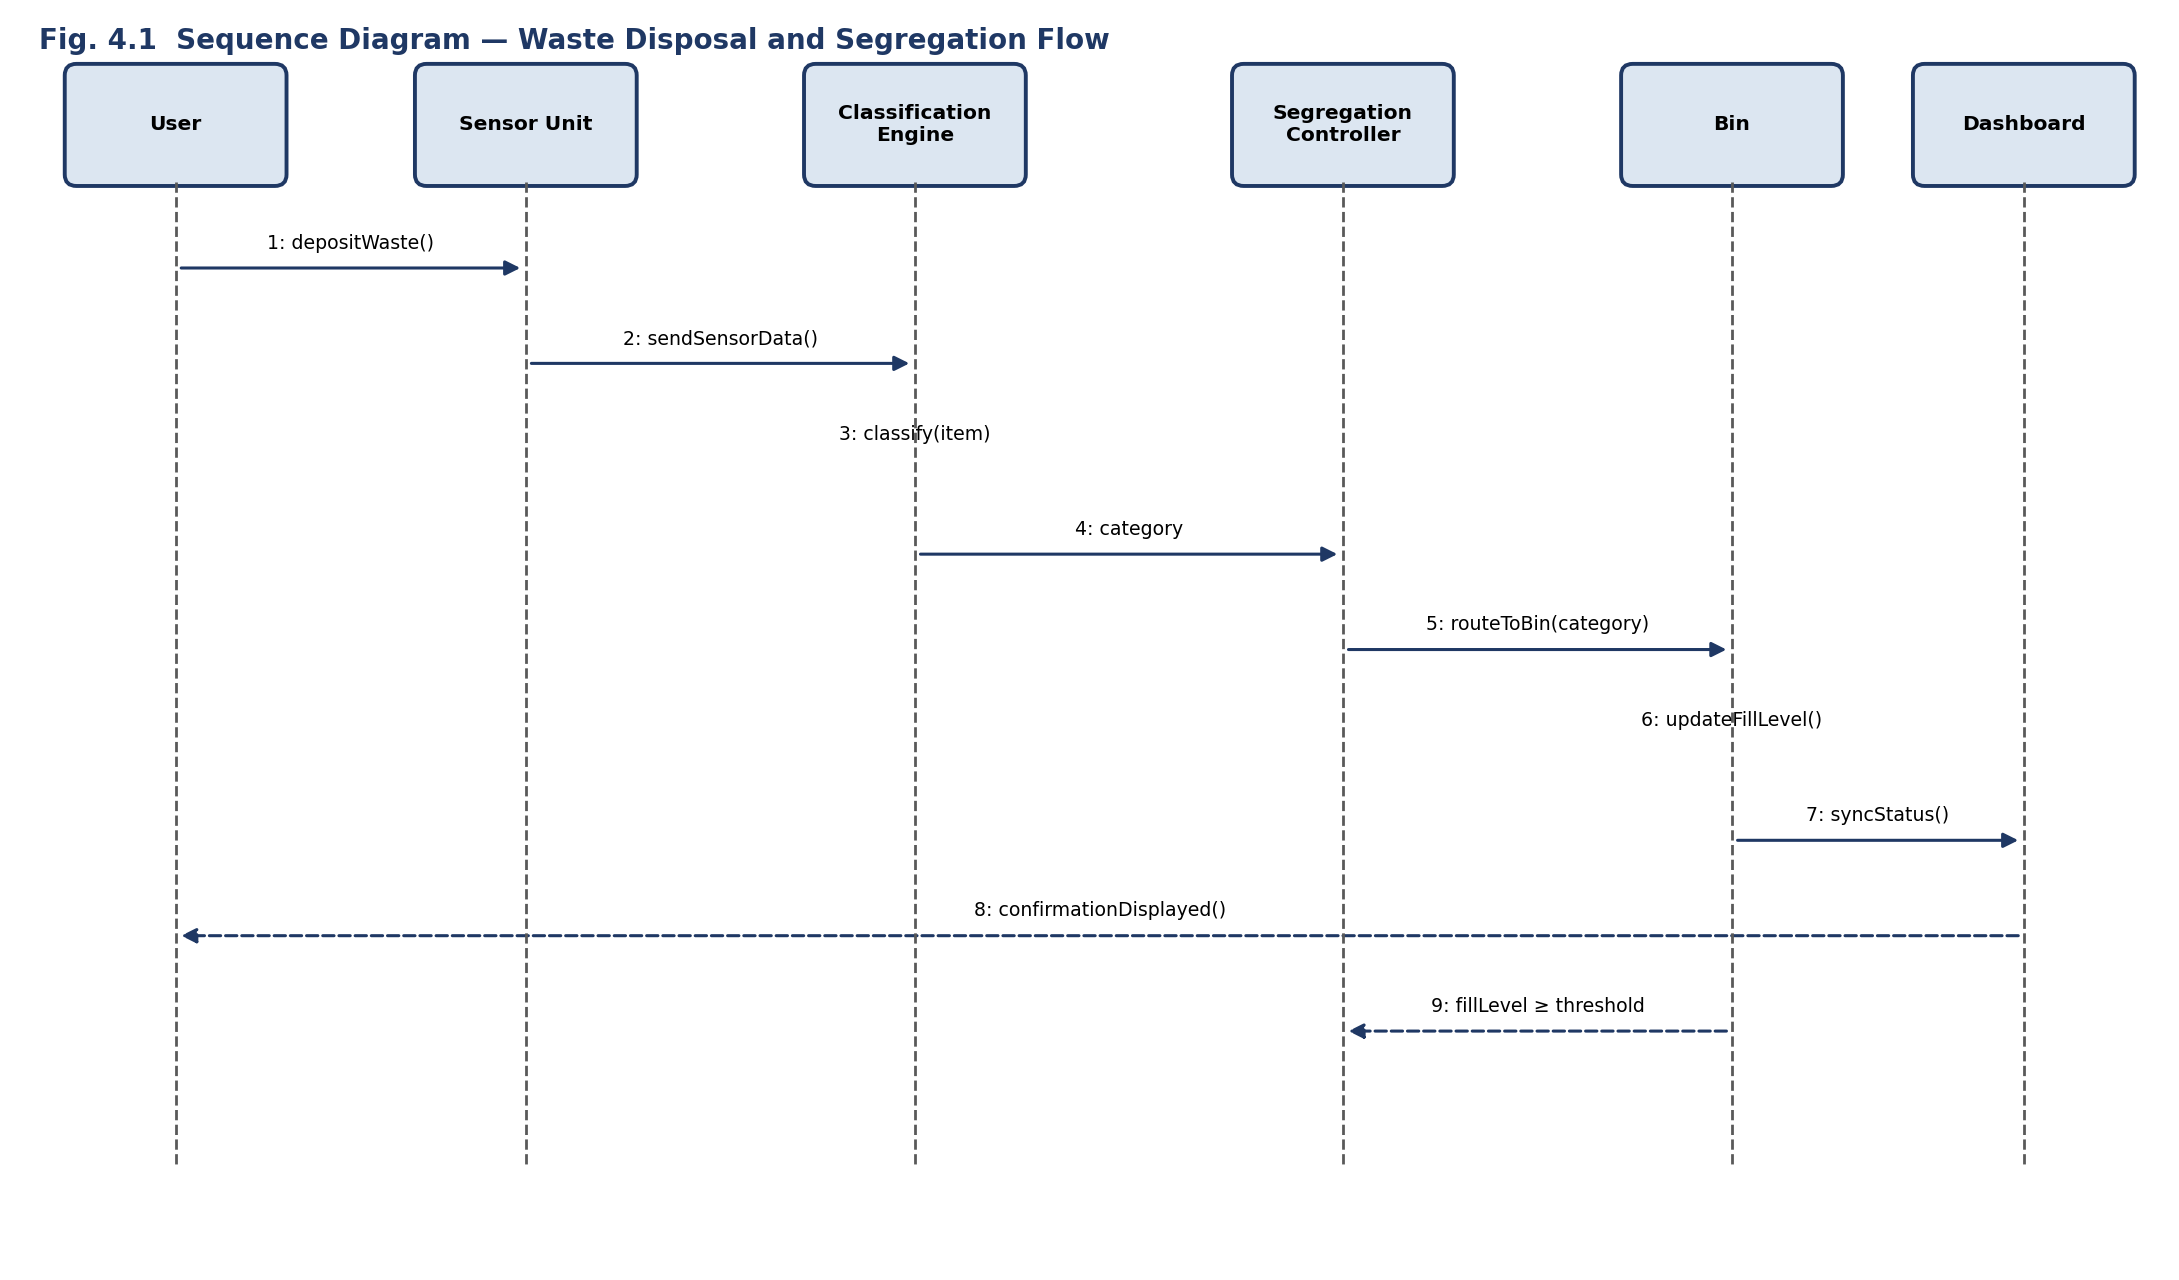 Fig. 4.1  Sequence Diagram — Waste Disposal and Segregation Flow
User
Sensor Unit
Classification
Engine
Segregation
Controller
Bin
Dashboard
1: depositWaste()
2: sendSensorData()
3: classify(item)
4: category
5: routeToBin(category)
6: updateFillLevel()
7: syncStatus()
8: confirmationDisplayed()
9: fillLevel ≥ threshold